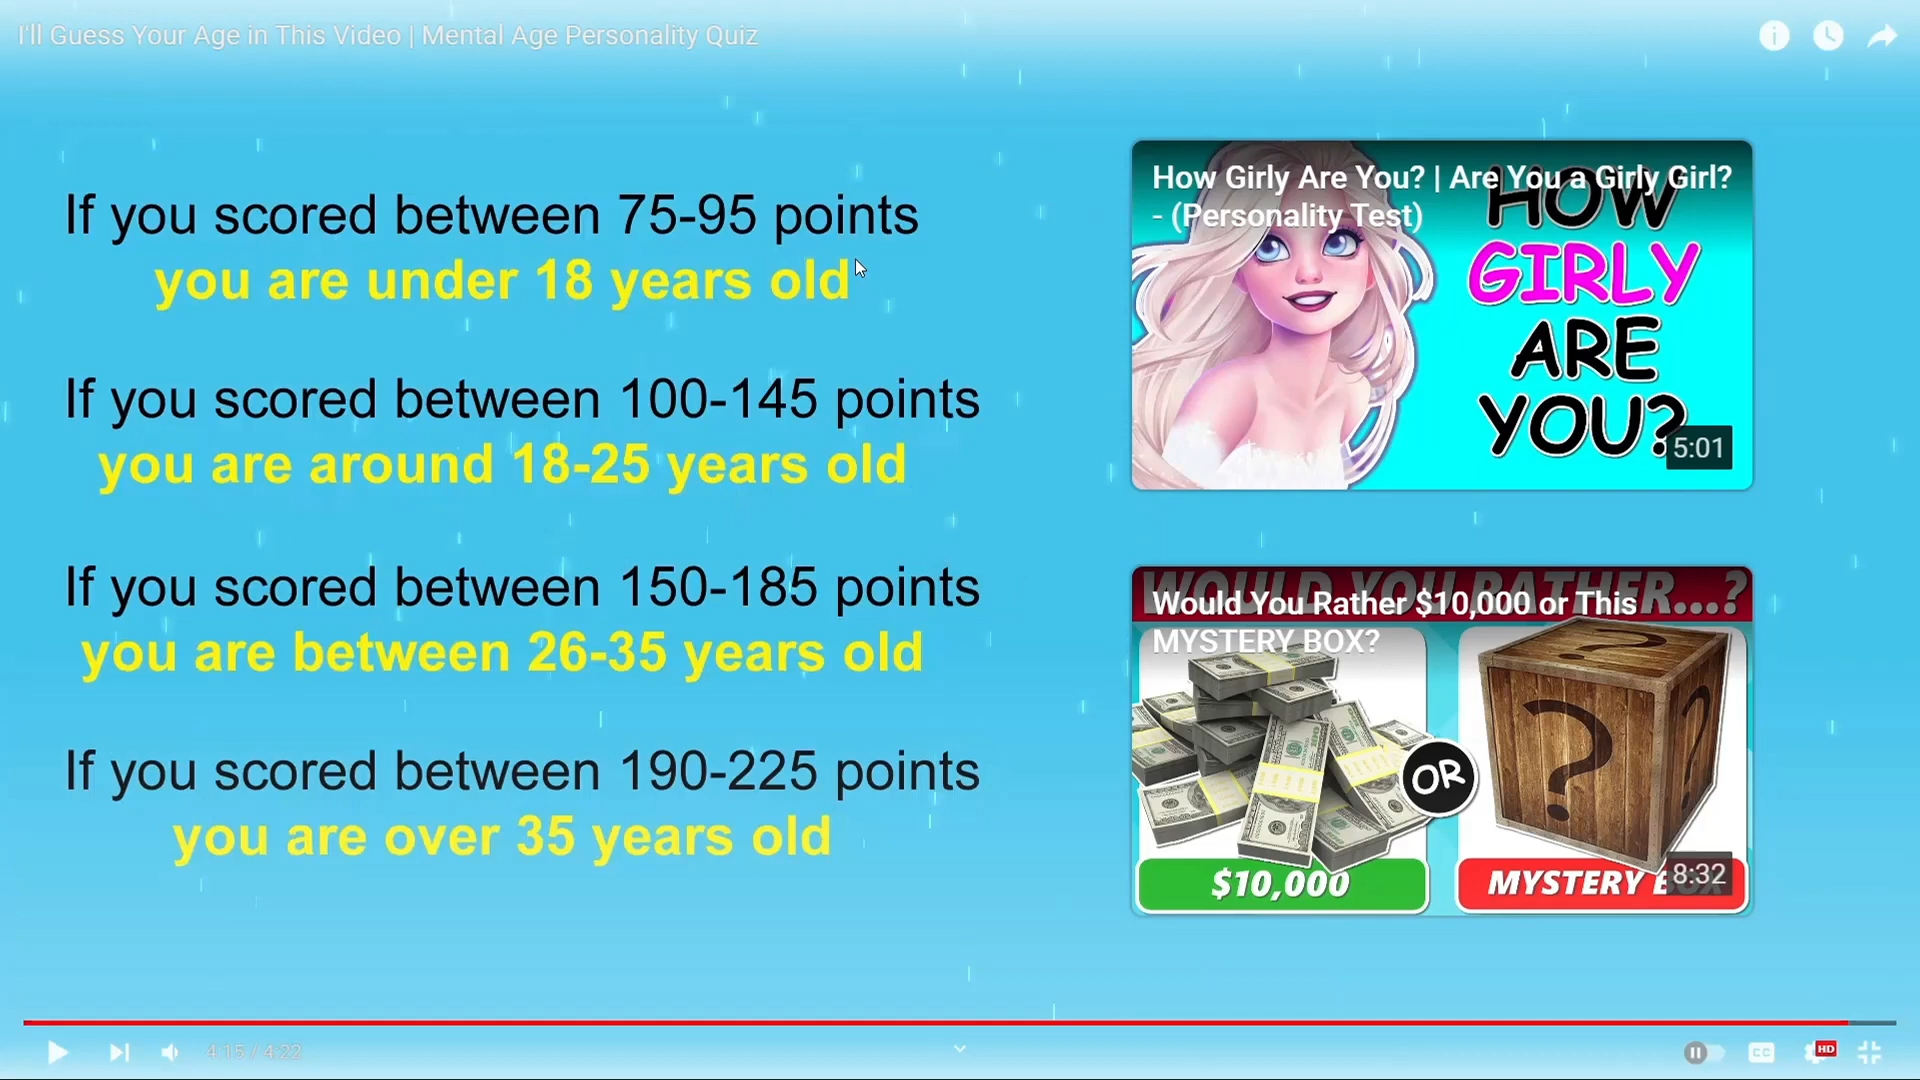 I'll Guess Your Age in This Video | Mental Age Personality Quiz
If you scored between 75-95 points
you are under 18 years old
If you scored between 100-145 points
you are around 18-25 years old
If you scored between 150-185 points
you are between 26-35 years old
If you scored between 190-225 points
you are over 35 years old
How Girly Are You? | Are You a Girly Girl?
- (Personality Test)
HOW
GIRLY
ARE
YOU?
5:01
WOULD YOU RATHER...?
Would You Rather $10,000 or This
MYSTERY BOX?
OR
$10,000
MYSTERY BOX
8:32
4:15 / 4:22
CC
HD